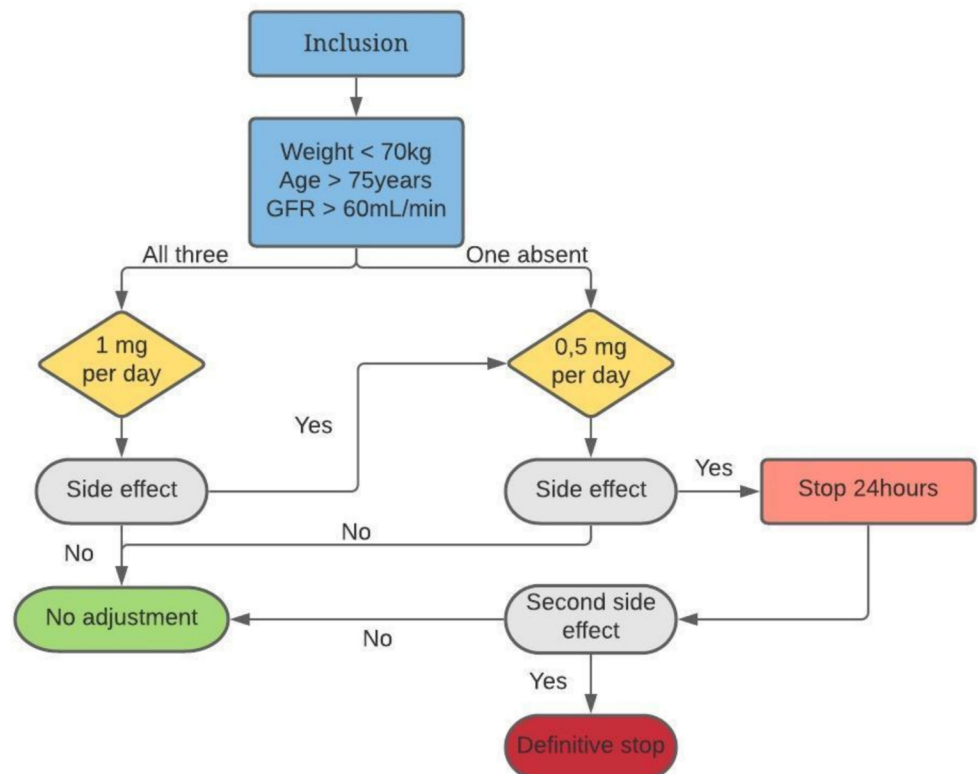 Inclusion
Weight < 70kg
Age > 75years
GFR > 60mL/min
All three
One absent
1 mg
per day
0,5 mg
per day
Yes
Side effect
Side effect
Yes
Stop 24hours
No
No
No adjustment
Second side
effect
No
Yes
Definitive stop